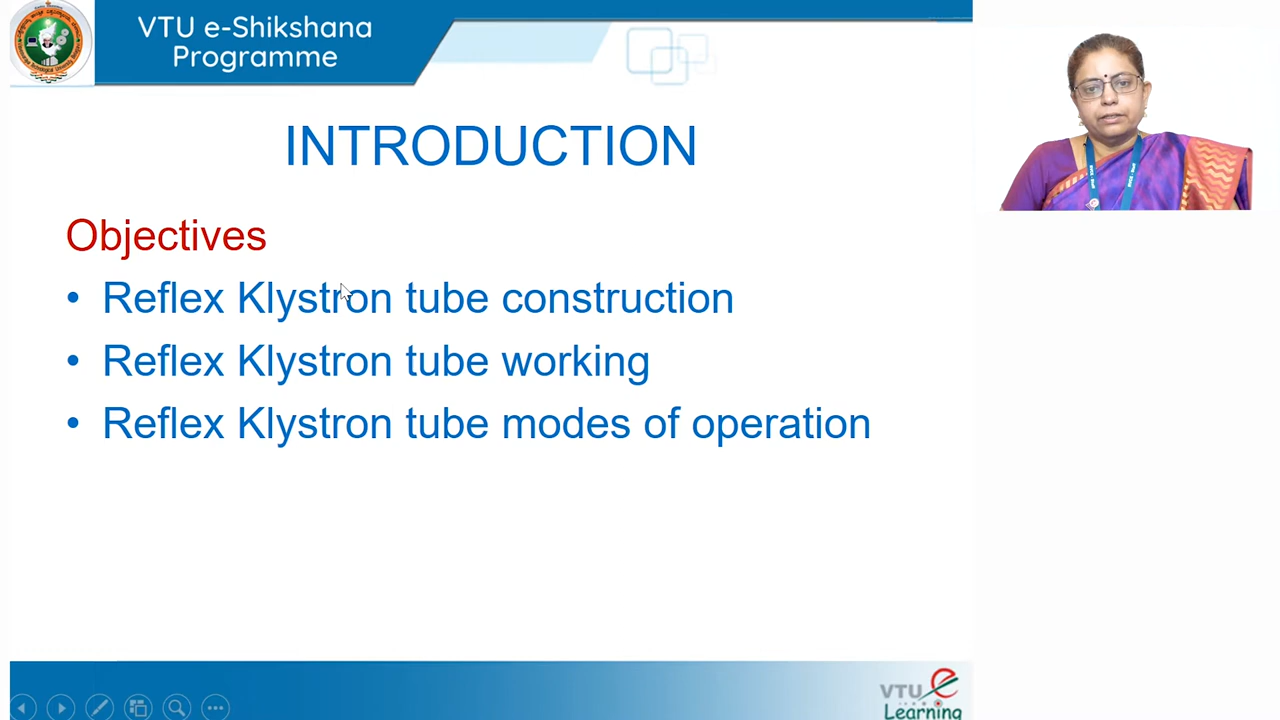 VTU e-Shikshana
Programme
INTRODUCTION
Objectives
• Reflex Klystron tube construction
• Reflex Klystron tube working
• Reflex Klystron tube modes of operation
VTU e
Learning